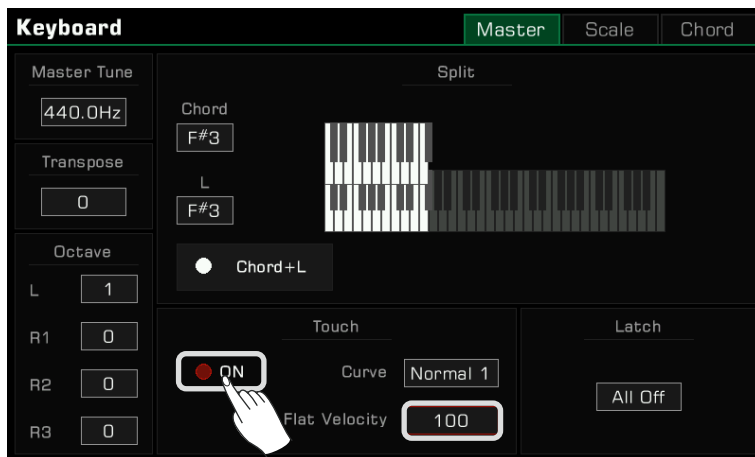 Keyboard
Master
Scale
Chord
Master Tune
440.0Hz
Transpose
0
Octave
L 1
R1 0
R2 0
R3 0
Split
Chord
F#3
L
F#3
Chord+L
Touch
ON
Curve Normal 1
Flat Velocity 100
Latch
All Off